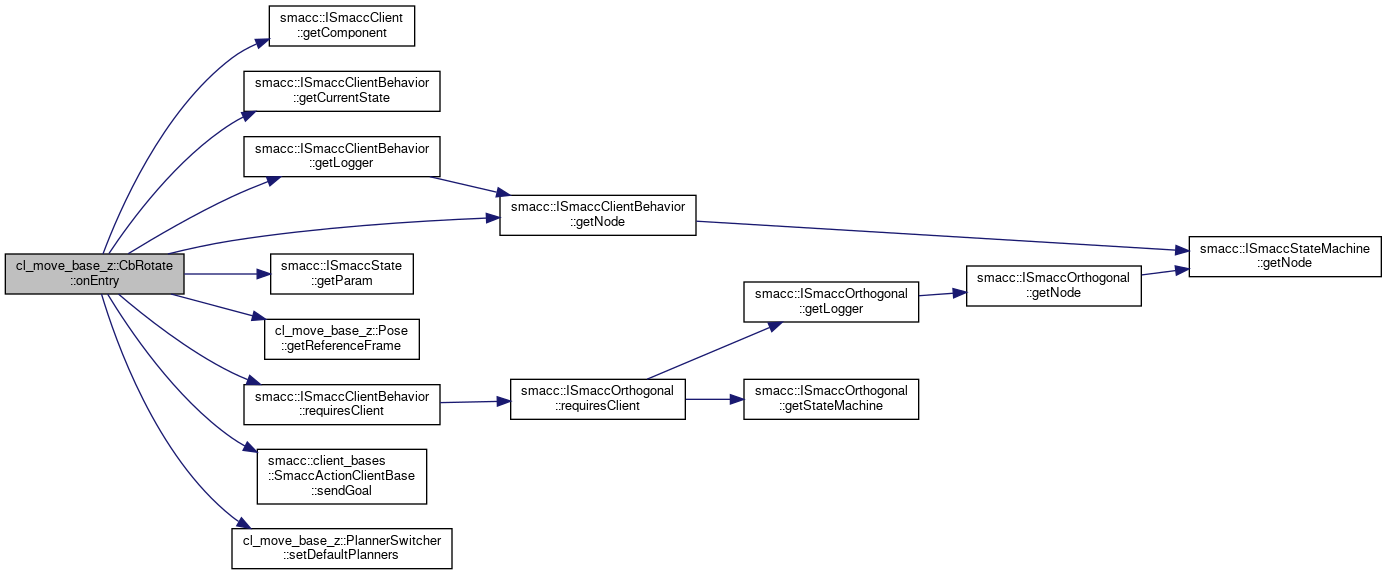 smacc::ISmaccClient
::getComponent
smacc::ISmaccClientBehavior
::getCurrentState
smacc::ISmaccClientBehavior
::getLogger
smacc::ISmaccClientBehavior
::getNode
smacc::ISmaccStateMachine
::getNode
cl_move_base_z::CbRotate
::onEntry
smacc::ISmaccState
::getParam
smacc::ISmaccOrthogonal
::getNode
smacc::ISmaccOrthogonal
::getLogger
cl_move_base_z::Pose
::getReferenceFrame
smacc::ISmaccClientBehavior
::requiresClient
smacc::ISmaccOrthogonal
::requiresClient
smacc::ISmaccOrthogonal
::getStateMachine
smacc::client_bases
::SmaccActionClientBase
::sendGoal
cl_move_base_z::PlannerSwitcher
::setDefaultPlanners